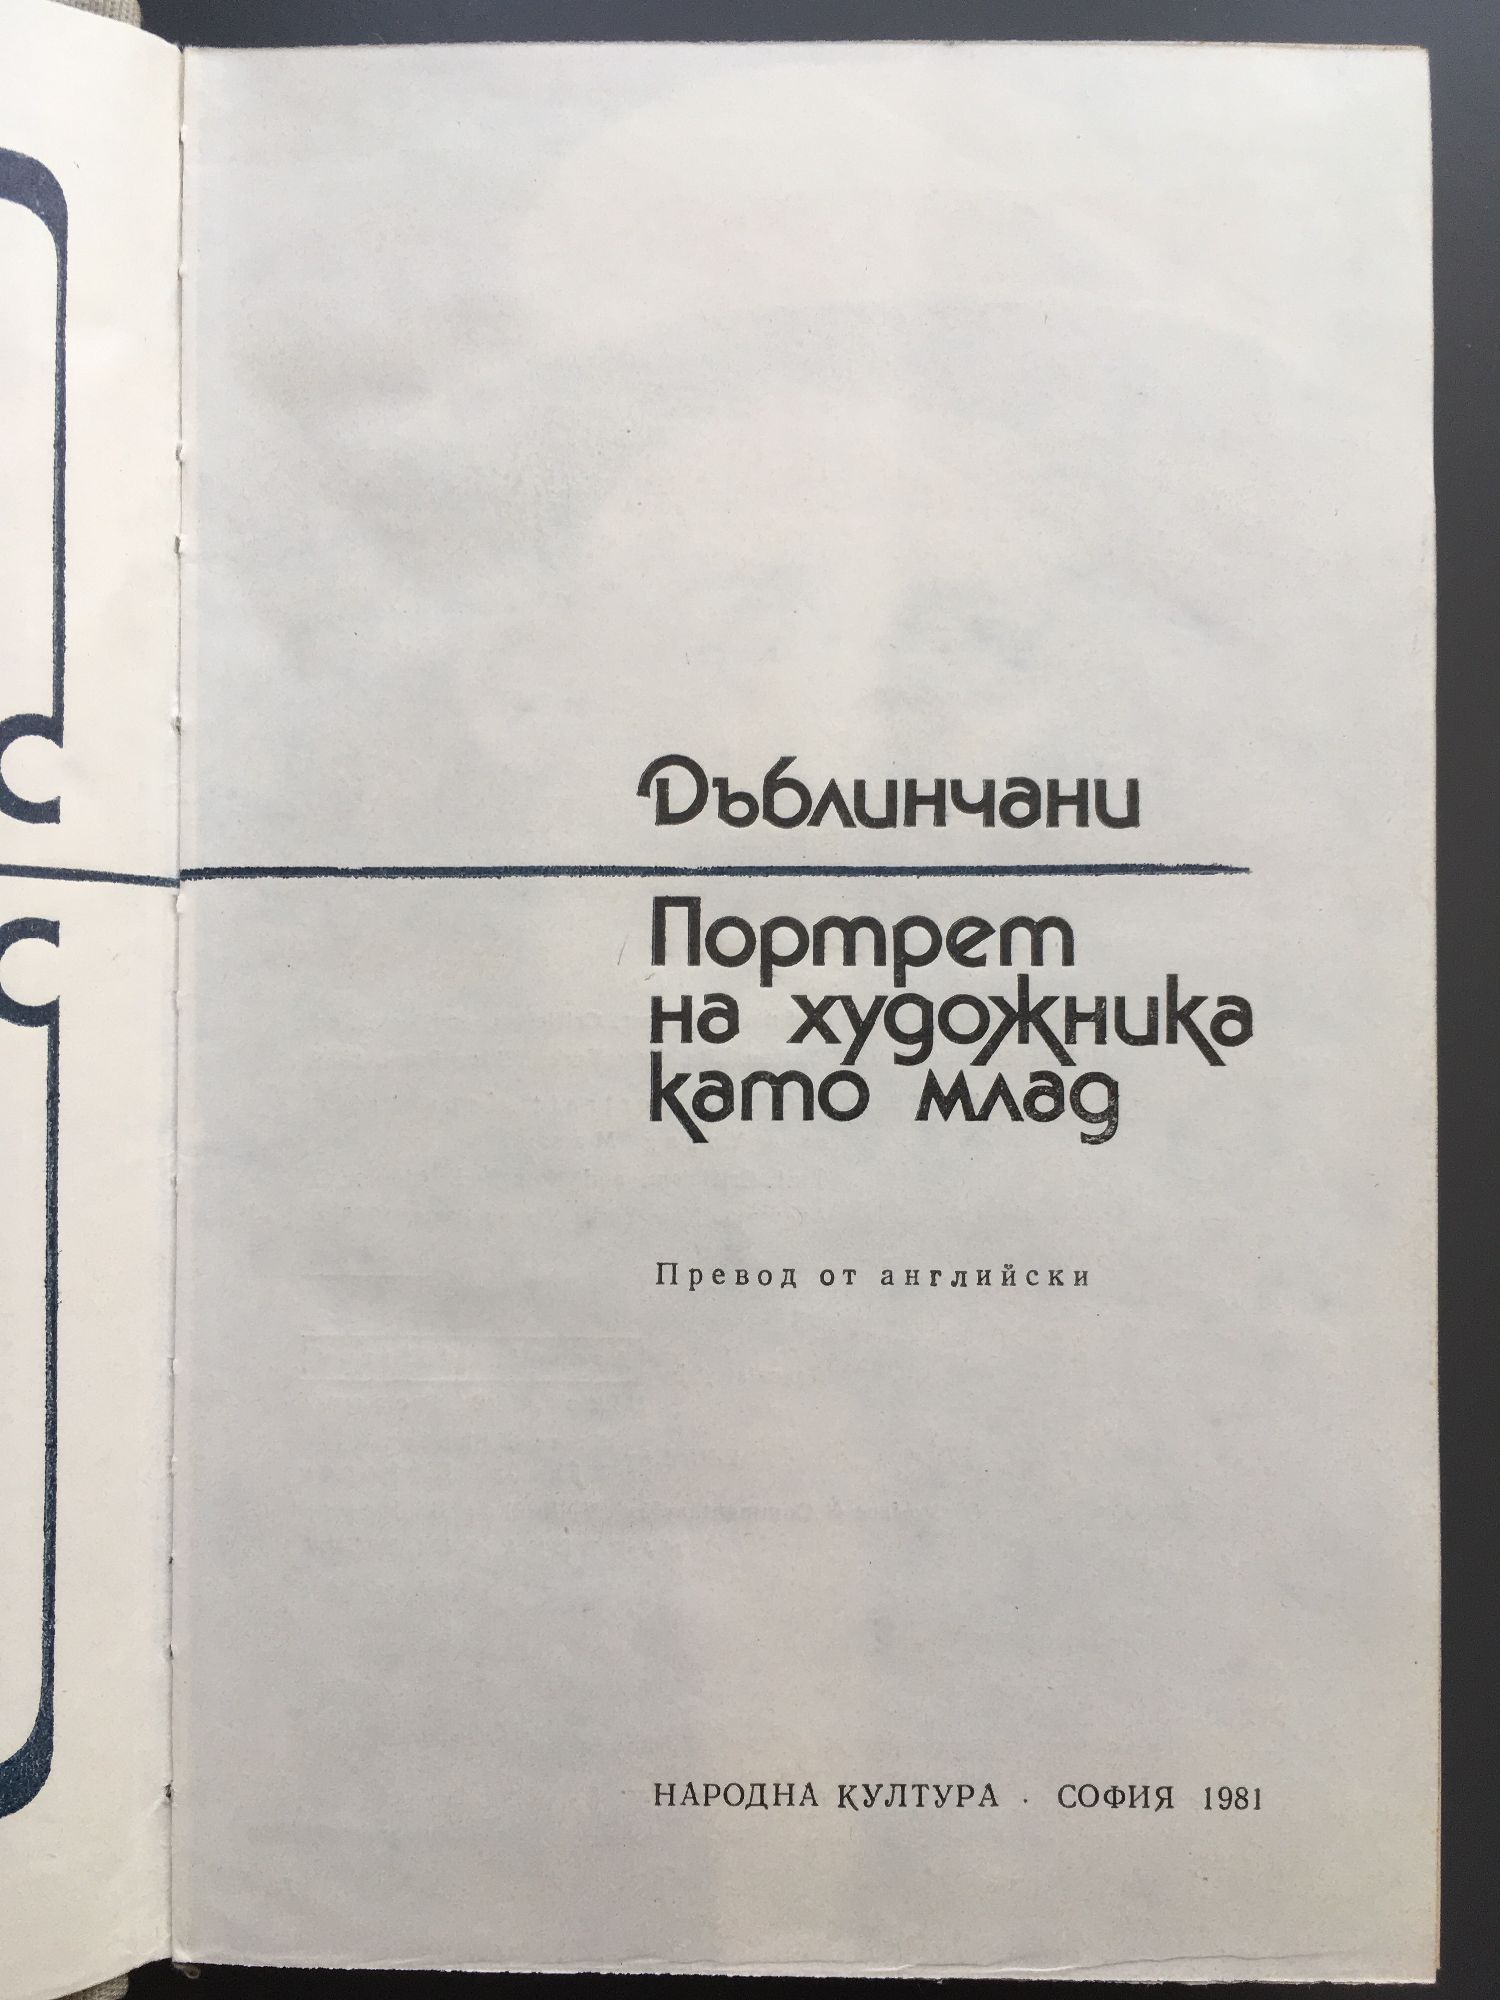 Дъблинчани
Портрет
на художника
като млад
Превод от английски
НАРОДНА КУЛТУРА · СОФИЯ 1981